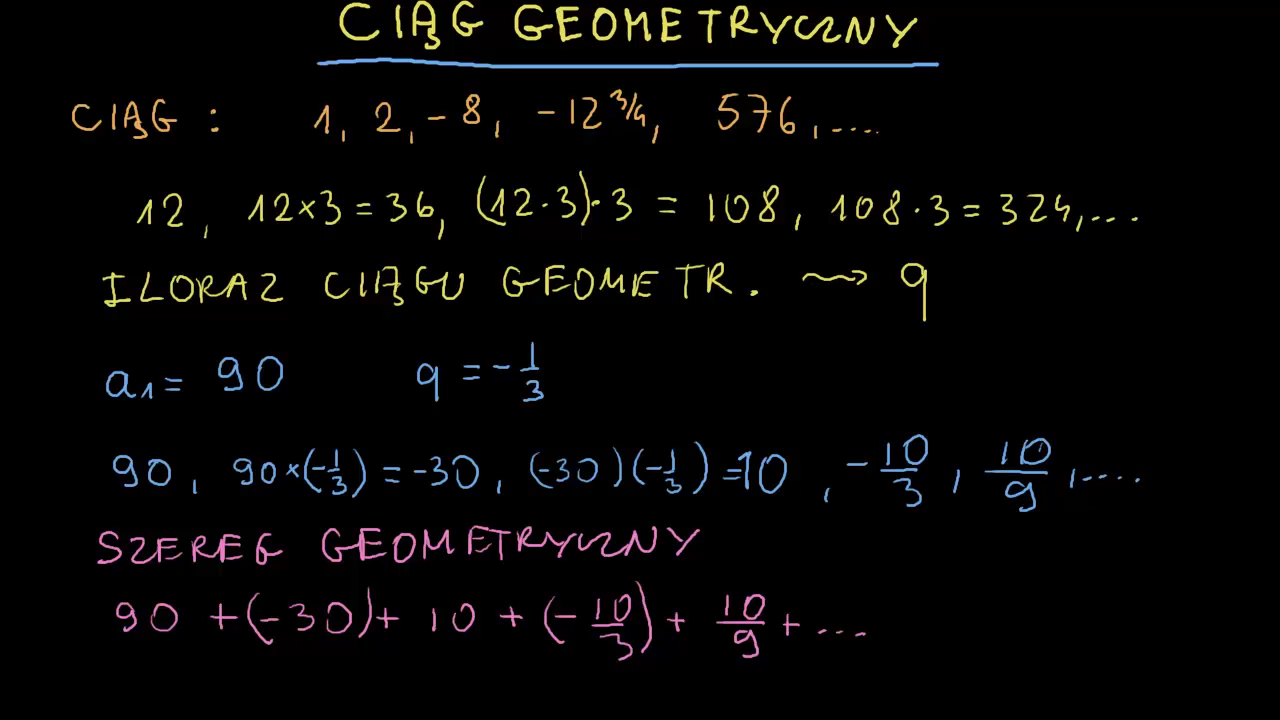 CIĄG GEOMETRYCZNY
CIĄG : 1, 2, -8, -12 3/4, 576, ....
12, 12×3=36, (12·3)·3 = 108, 108·3=324,...
ILORAZ CIĄGU GEOMETR. ⟿ q
a₁= 90 q = -1/3
90, 90×(-1/3) = -30, (-30)(-1/3) = 10, -10/3, 10/9, ....
SZEREG GEOMETRYCZNY
90 +(-30)+ 10 + (-10/3) + 10/9 + ...